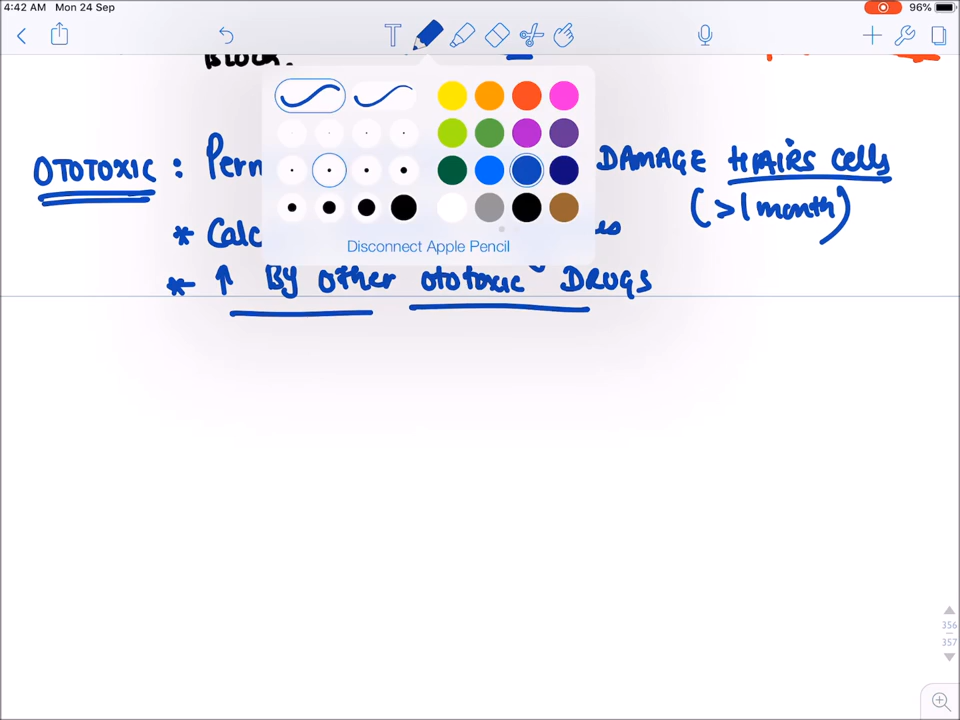 4:42 AM Mon 24 Sep 96%
T
BLOCK.
OTOTOXIC : DAMAGE HAIRS Cells
(>1 month)
* Calc
Disconnect Apple Pencil
* ↑ By Other OTOTOXIC DRUGS
356
357